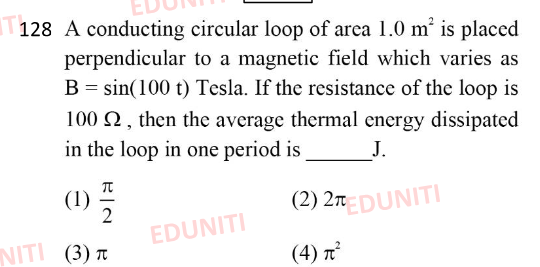 EDUNITI
128 A conducting circular loop of area 1.0 m² is placed
perpendicular to a magnetic field which varies as
B = sin(100 t) Tesla. If the resistance of the loop is
100 Ω , then the average thermal energy dissipated
in the loop in one period is ______J.
(1) π/2 (2) 2π
EDUNITI
EDUNITI
(3) π (4) π²